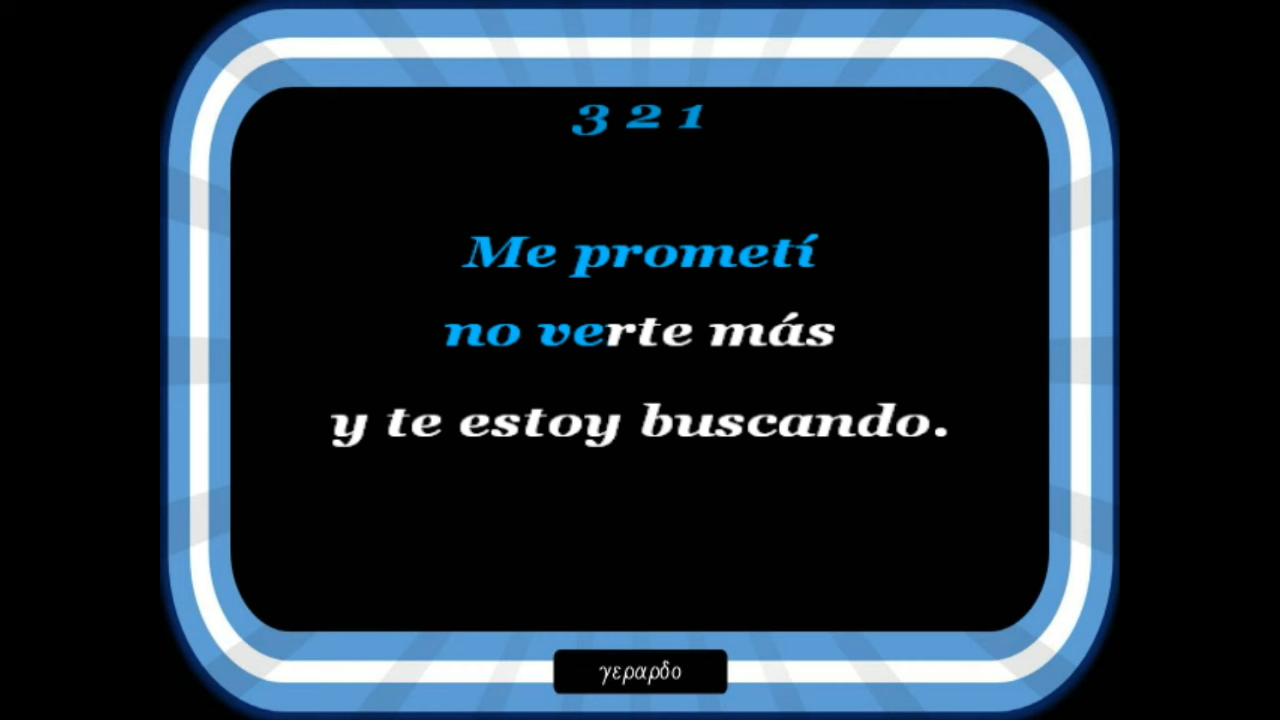 3 2 1
Me prometí
no verte más
y te estoy buscando.
γεραρδο